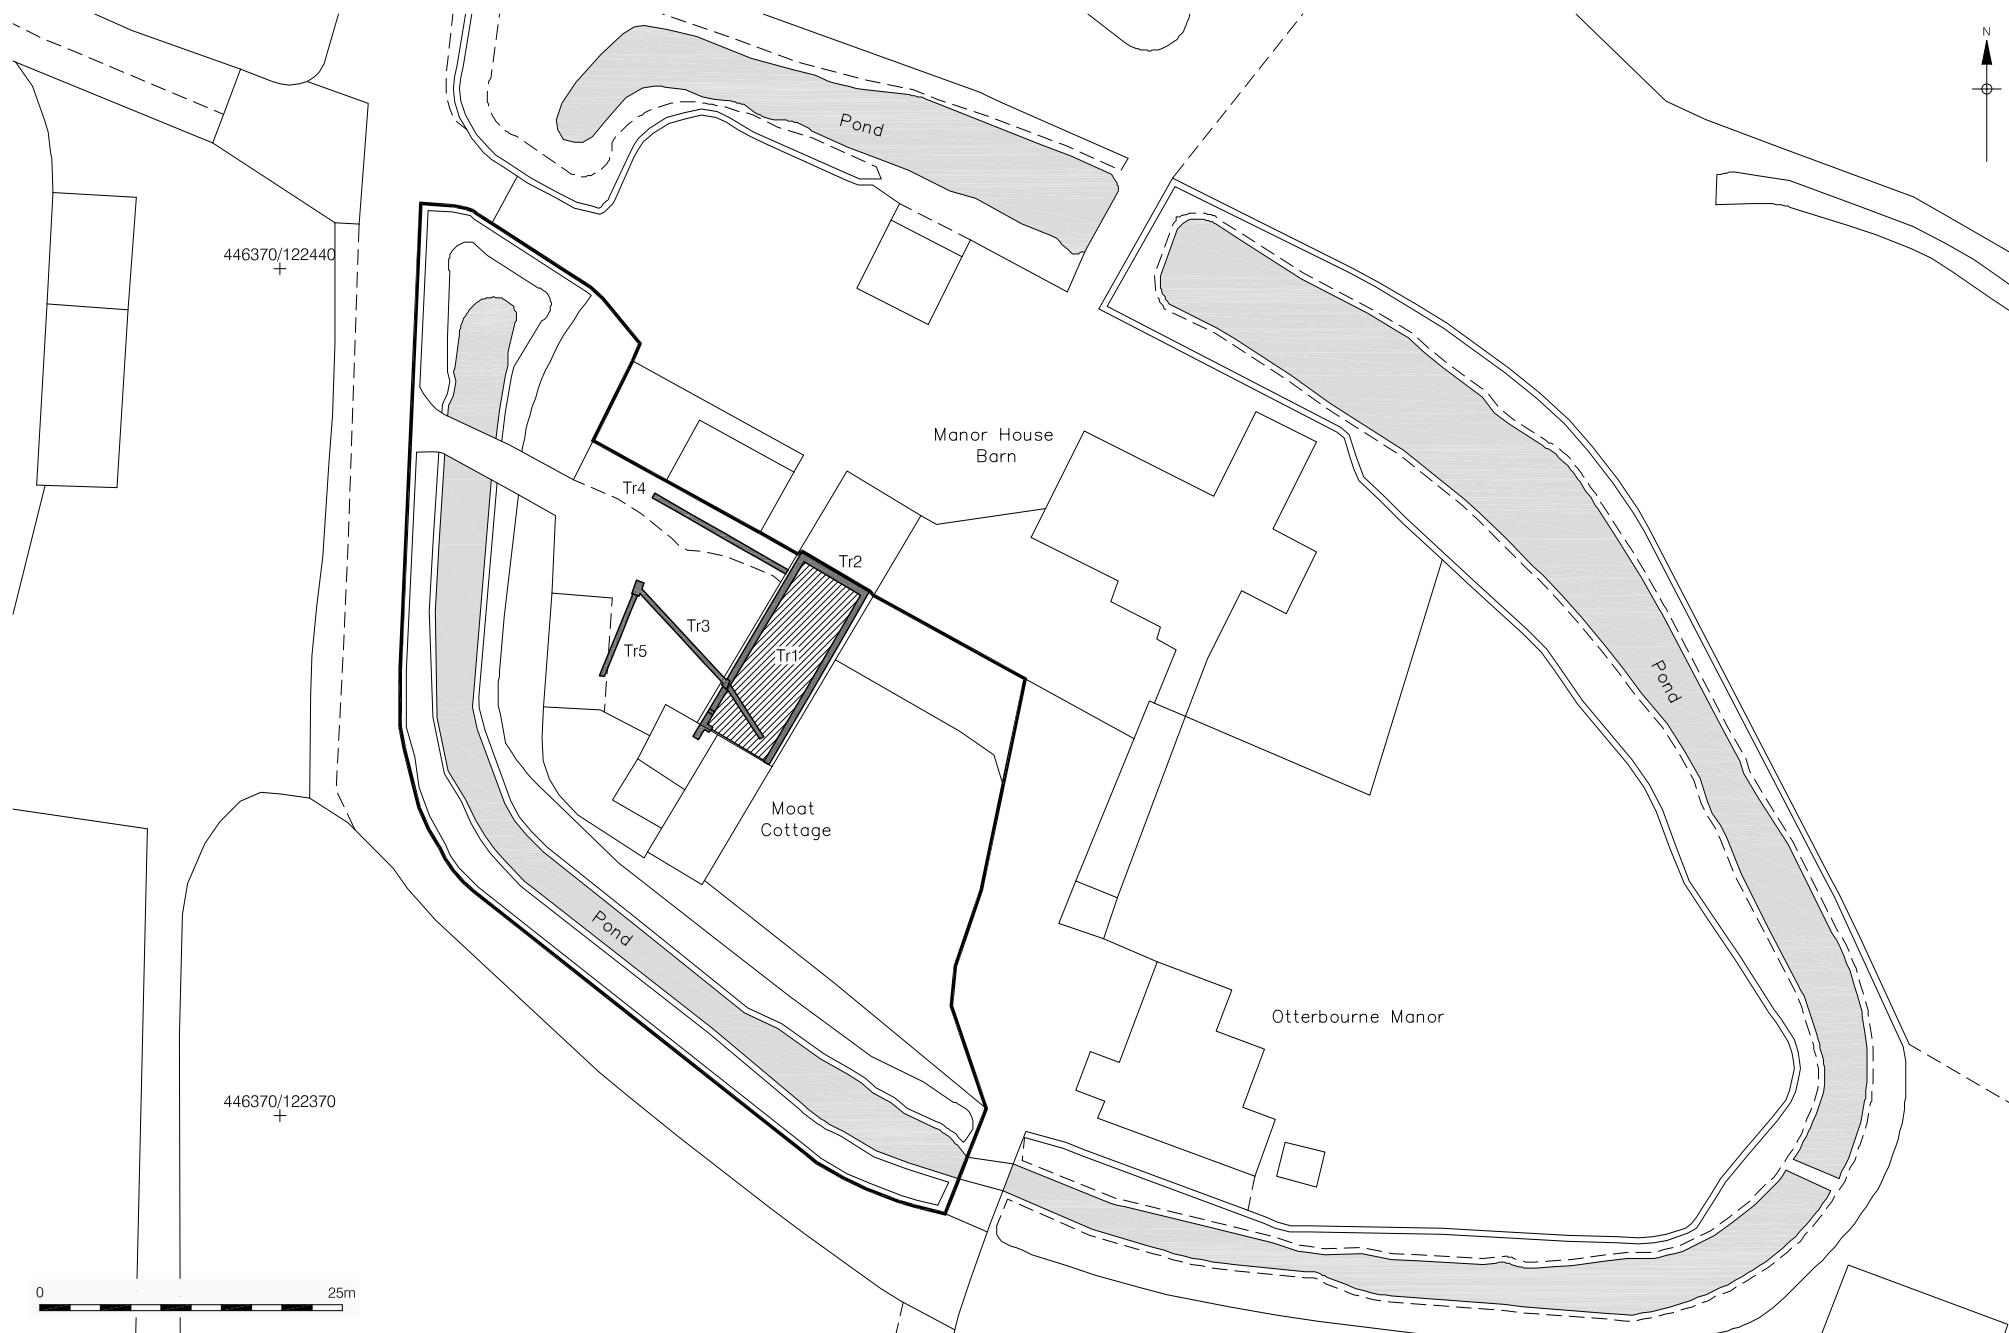 N
Pond
446370/122440
Manor House
Barn
Tr4
Tr2
Tr3
Tr5
Tr1
Pond
Moat
Cottage
Pond
Otterbourne Manor
446370/122370
0 25m